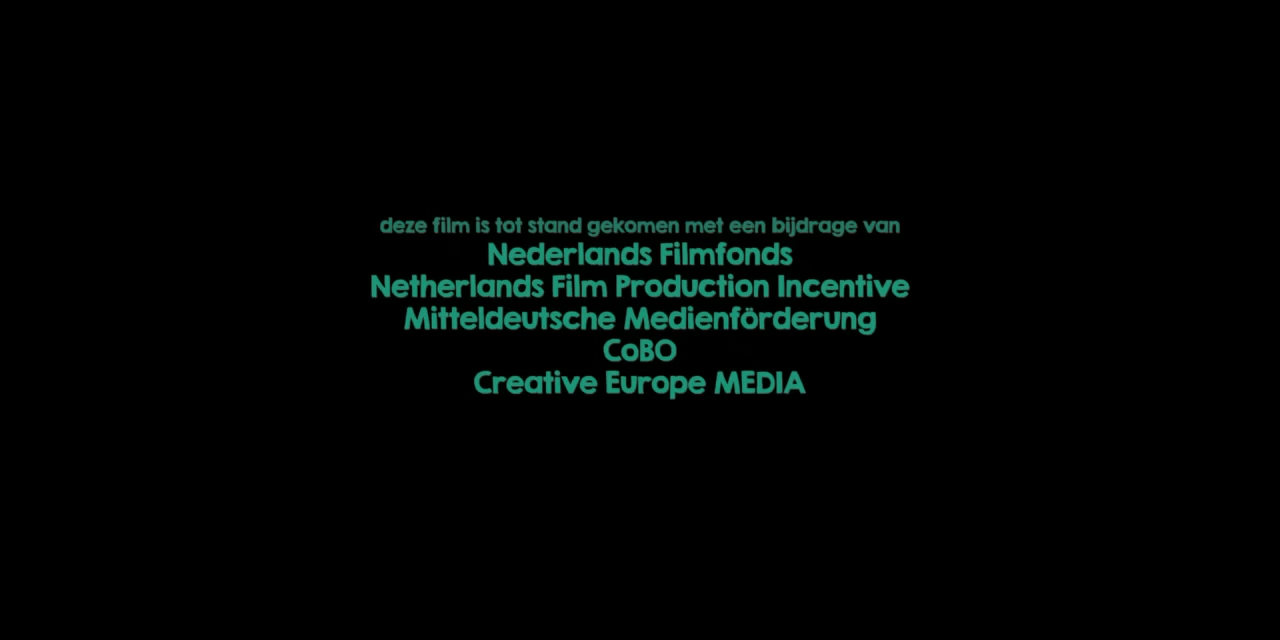 deze film is tot stand gekomen met een bijdrage van
Nederlands Filmfonds
Netherlands Film Production Incentive
Mitteldeutsche Medienförderung
CoBO
Creative Europe MEDIA